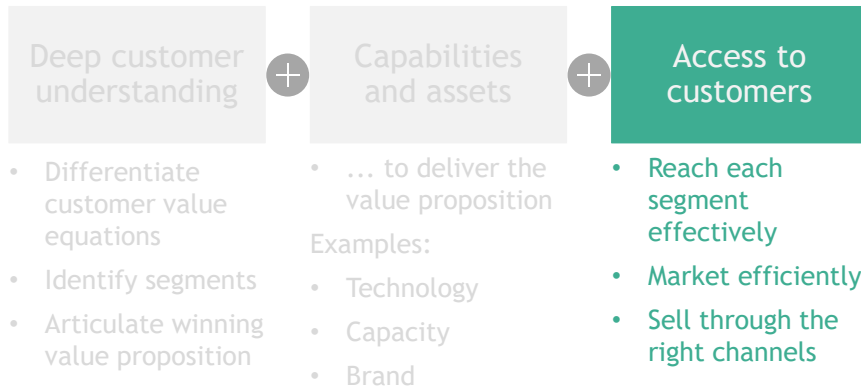 Deep customer
understanding
+
Capabilities
and assets
+
Access to
customers
• Differentiate
customer value
equations
• Identify segments
• Articulate winning
value proposition
• ... to deliver the
value proposition
Examples:
• Technology
• Capacity
• Brand
• Reach each
segment
effectively
• Market efficiently
• Sell through the
right channels